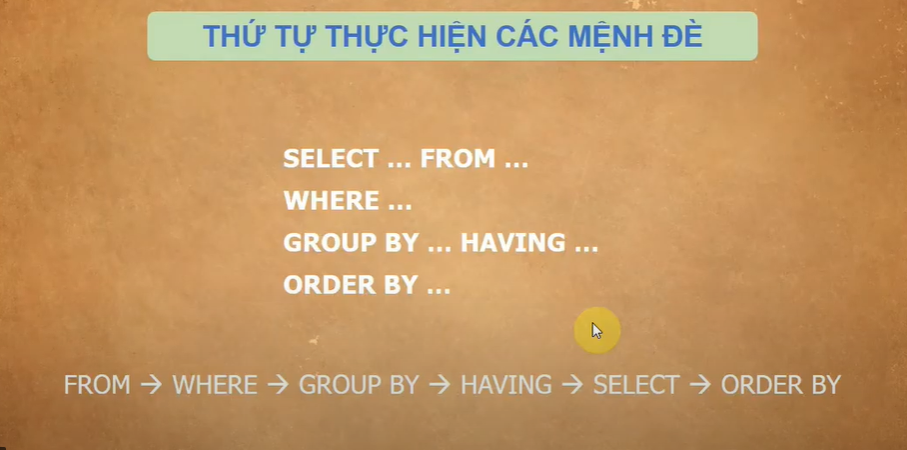 THỨ TỰ THỰC HIỆN CÁC MỆNH ĐỀ
SELECT ... FROM ...
WHERE ...
GROUP BY ... HAVING ...
ORDER BY ...
FROM → WHERE → GROUP BY → HAVING → SELECT → ORDER BY